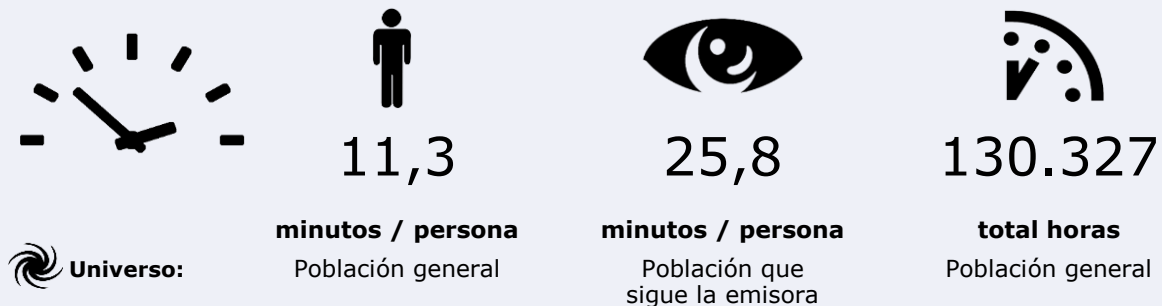 11,3
25,8
130.327
minutos / persona
minutos / persona
total horas
Universo:
Población general
Población que
sigue la emisora
Población general